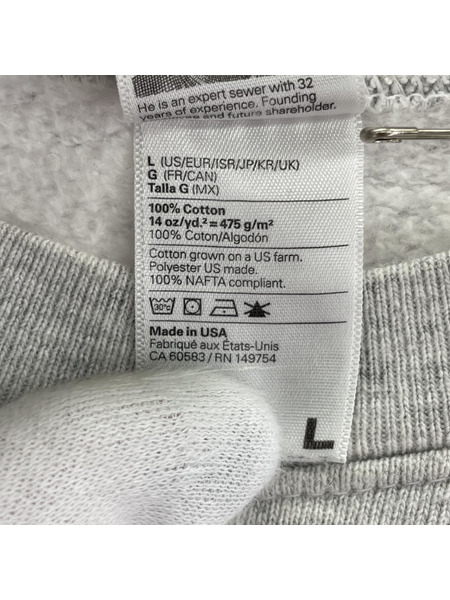 He is an expert sewer with 32
years of experience. Founding
and future shareholder.
L (US/EUR/ISR/JP/KR/UK)
G (FR/CAN)
Talla G (MX)
100% Cotton
14 oz/yd.² = 475 g/m²
100% Coton/Algodón
Cotton grown on a US farm.
Polyester US made.
100% NAFTA compliant.
30°c
Made in USA
Fabriqué aux États-Unis
CA 60583 / RN 149754
L